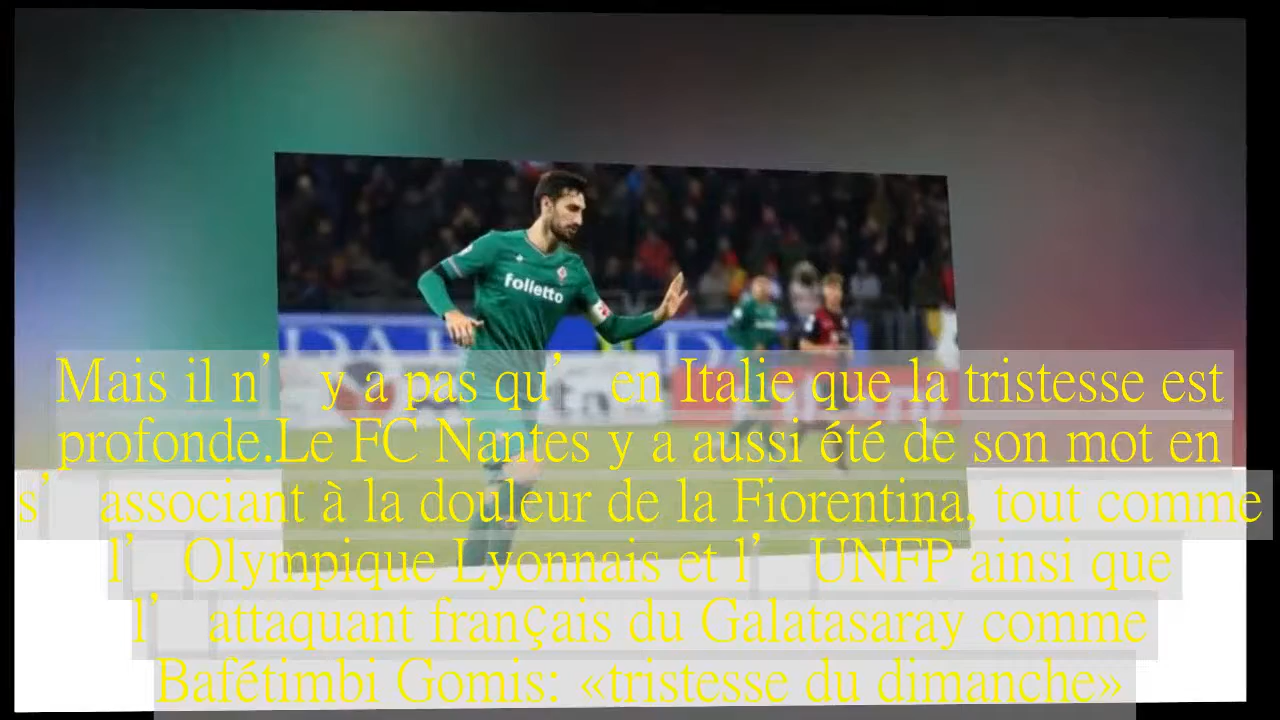 folletto
Mais il n’ y a pas qu’ en Italie que la tristesse est
profonde.Le FC Nantes y a aussi été de son mot en
s’ associant à la douleur de la Fiorentina, tout comme
l’ Olympique Lyonnais et l’ UNFP ainsi que
l’ attaquant français du Galatasaray comme
Bafétimbi Gomis: «tristesse du dimanche»